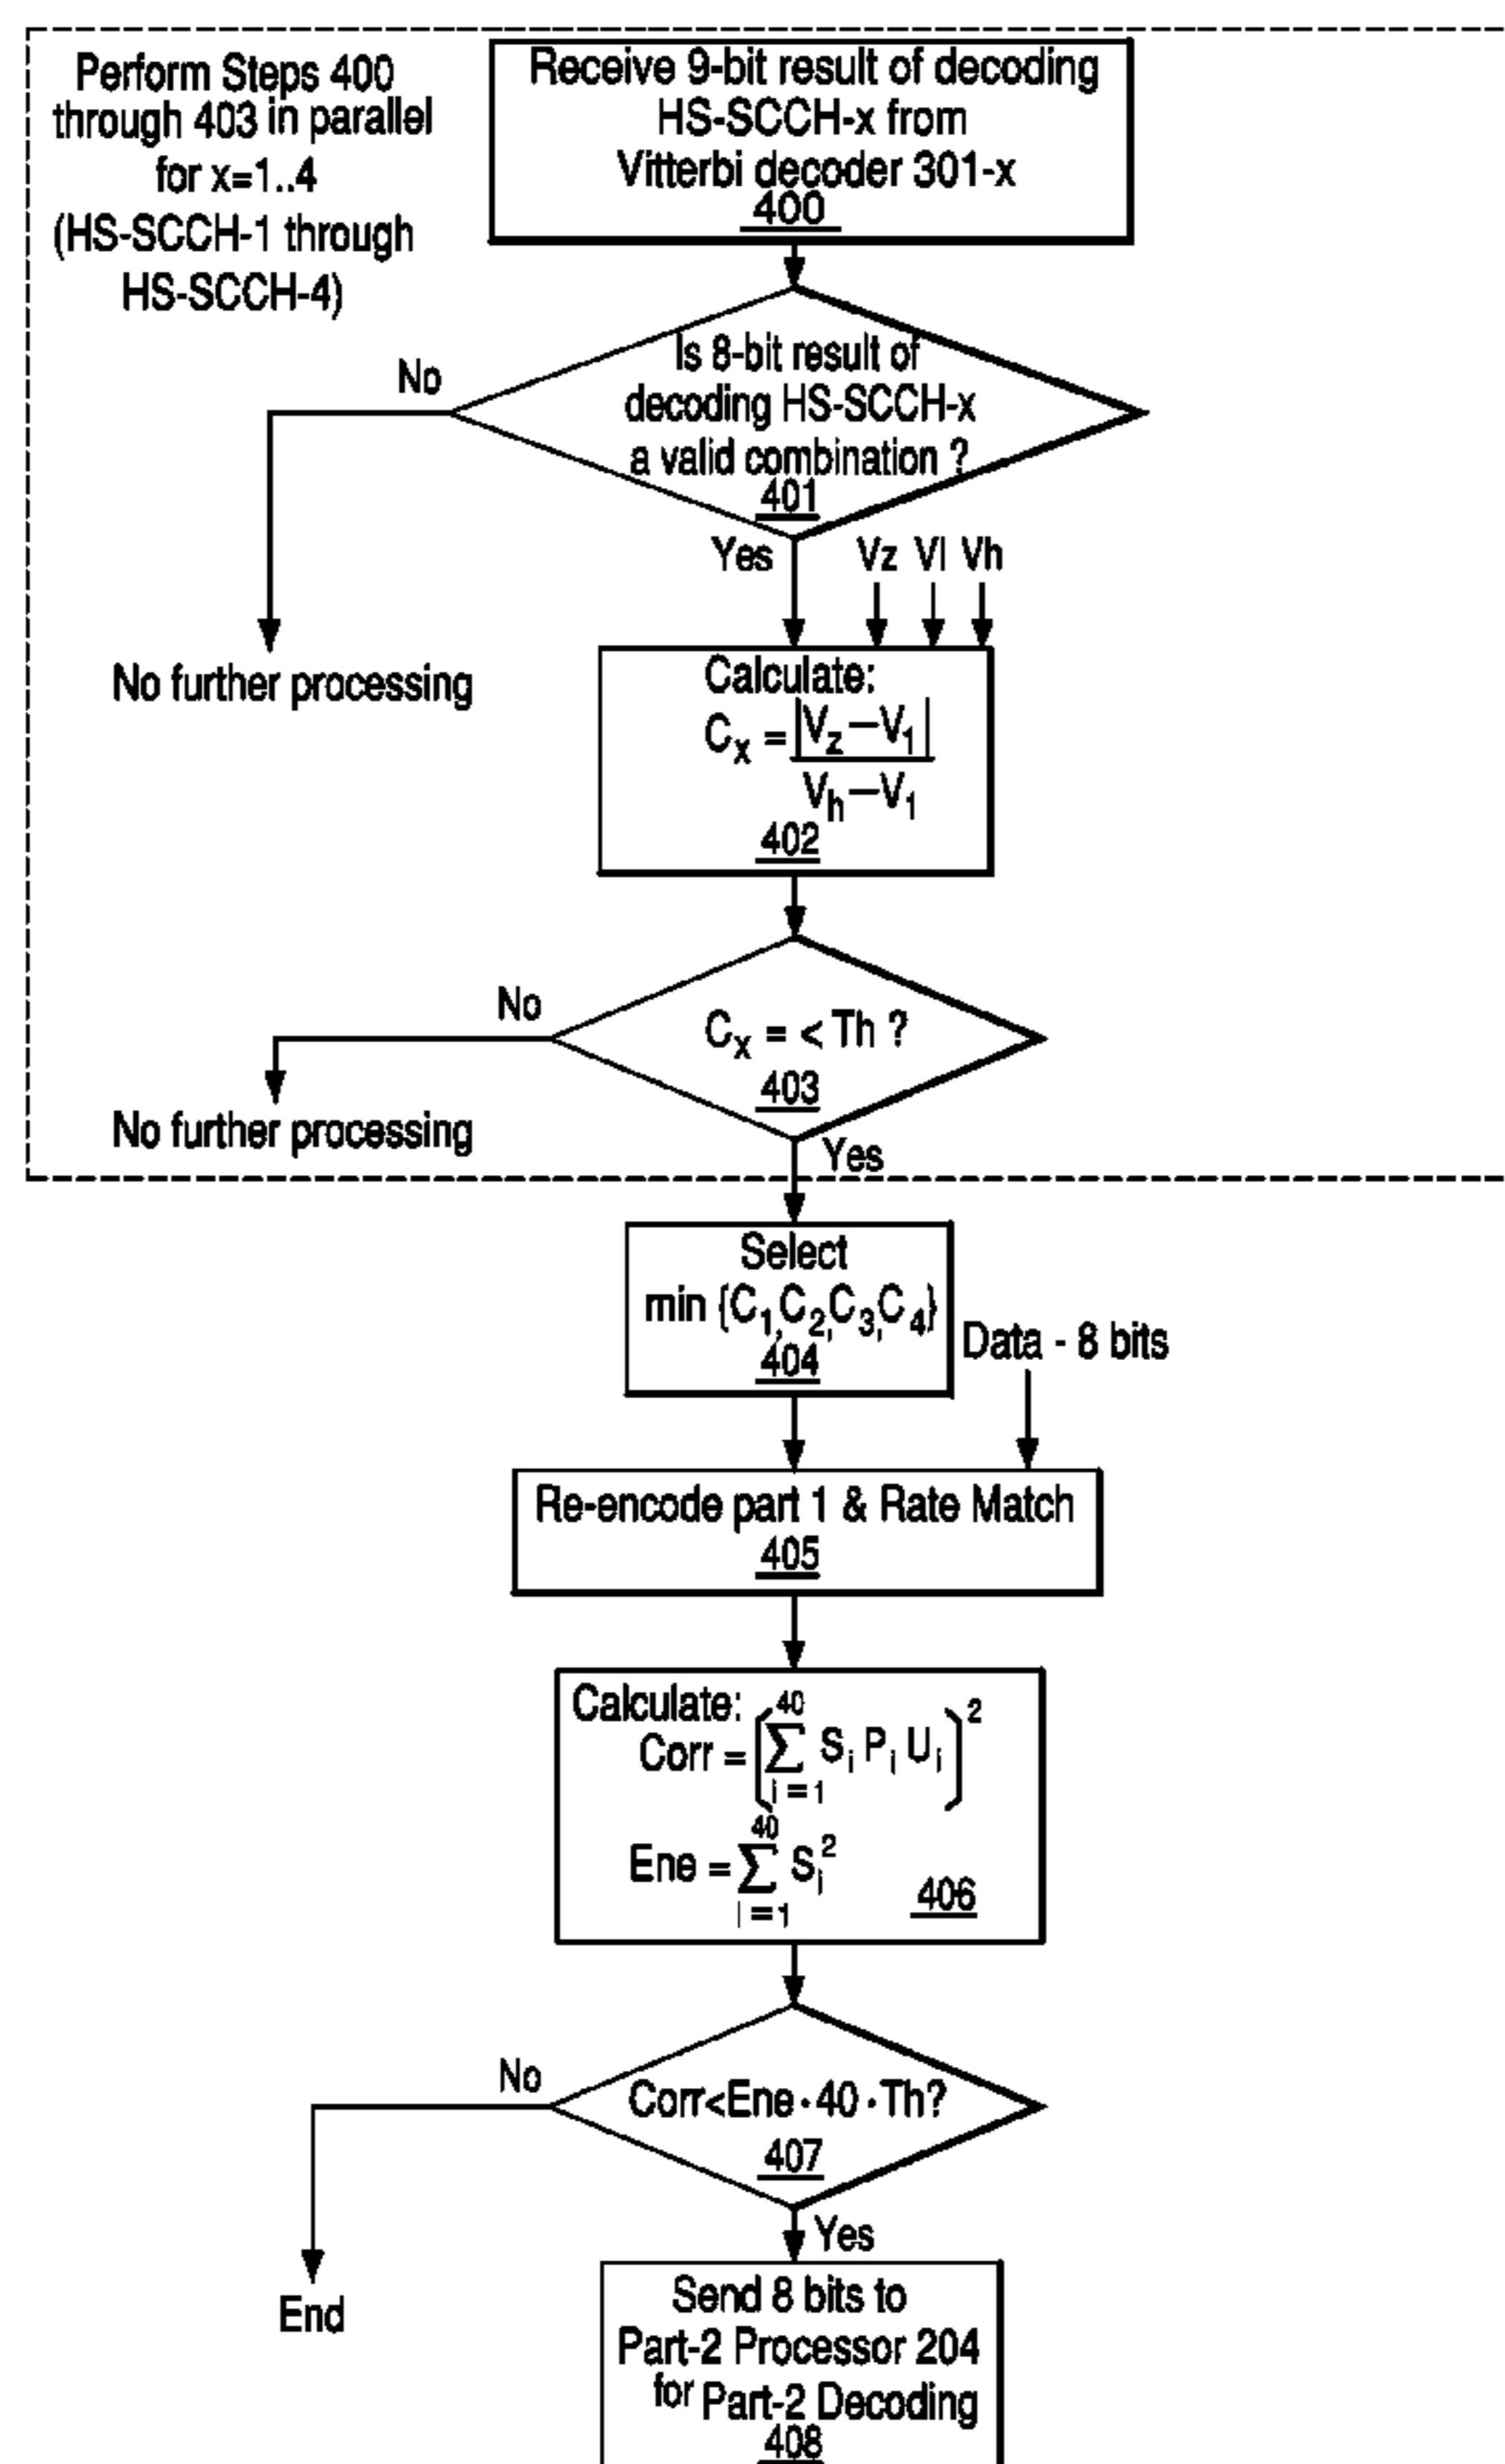 Perform Steps 400
through 403 in parallel
for x=1..4
(HS-SCCH-1 through
HS-SCCH-4)
Receive 9-bit result of decoding
HS-SCCH-x from
Vitterbi decoder 301-x
400
Is 8-bit result of
decoding HS-SCCH-x
a valid combination ?
401
No
No further processing
Yes
Vz Vl Vh
Calculate:
C_x = |V_z − V_1| / V_h − V_1
402
C_x = < Th ?
403
No
No further processing
Yes
Select
min {C_1, C_2, C_3, C_4}
404
Data - 8 bits
Re-encode part 1 & Rate Match
405
Calculate:
Corr = (∑_{i=1}^{40} S_i P_i U_i)^2
Ene = ∑_{i=1}^{40} S_i^2
406
Corr<Ene · 40 · Th?
407
No
End
Yes
Send 8 bits to
Part-2 Processor 204
for Part-2 Decoding
408